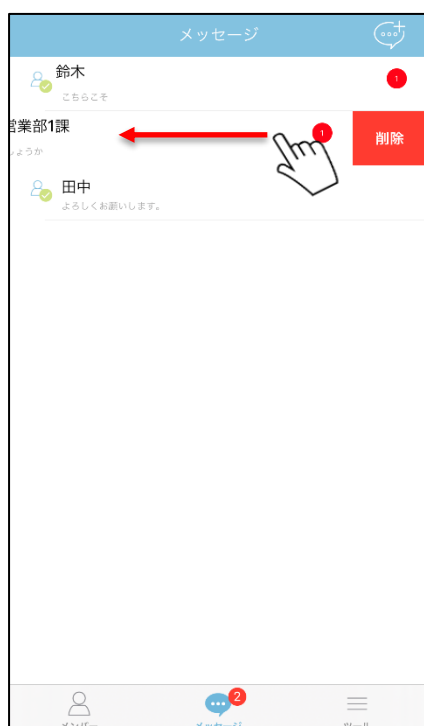 メッセージ
鈴木
1
こちらこそ
営業部1課
1
削除
しょうか
田中
よろしくお願いします。
2